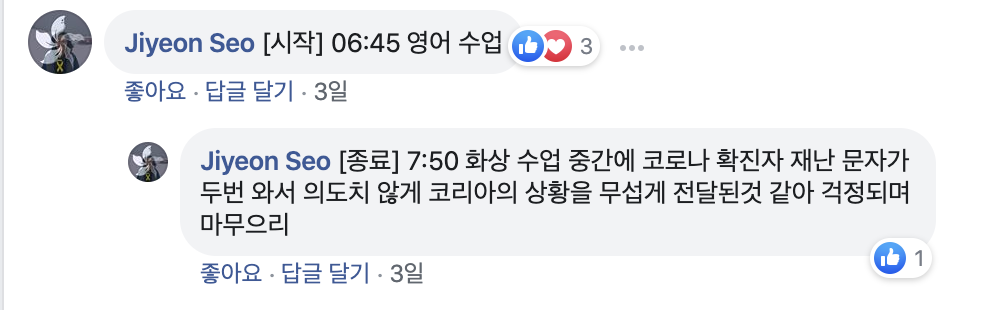 Jiyeon Seo [시작] 06:45 영어 수업 3
좋아요 · 답글 달기 · 3일
Jiyeon Seo [종료] 7:50 화상 수업 중간에 코로나 확진자 재난 문자가
두번 와서 의도치 않게 코리아의 상황을 무섭게 전달된것 같아 걱정되며
마무으리
1
좋아요 · 답글 달기 · 3일